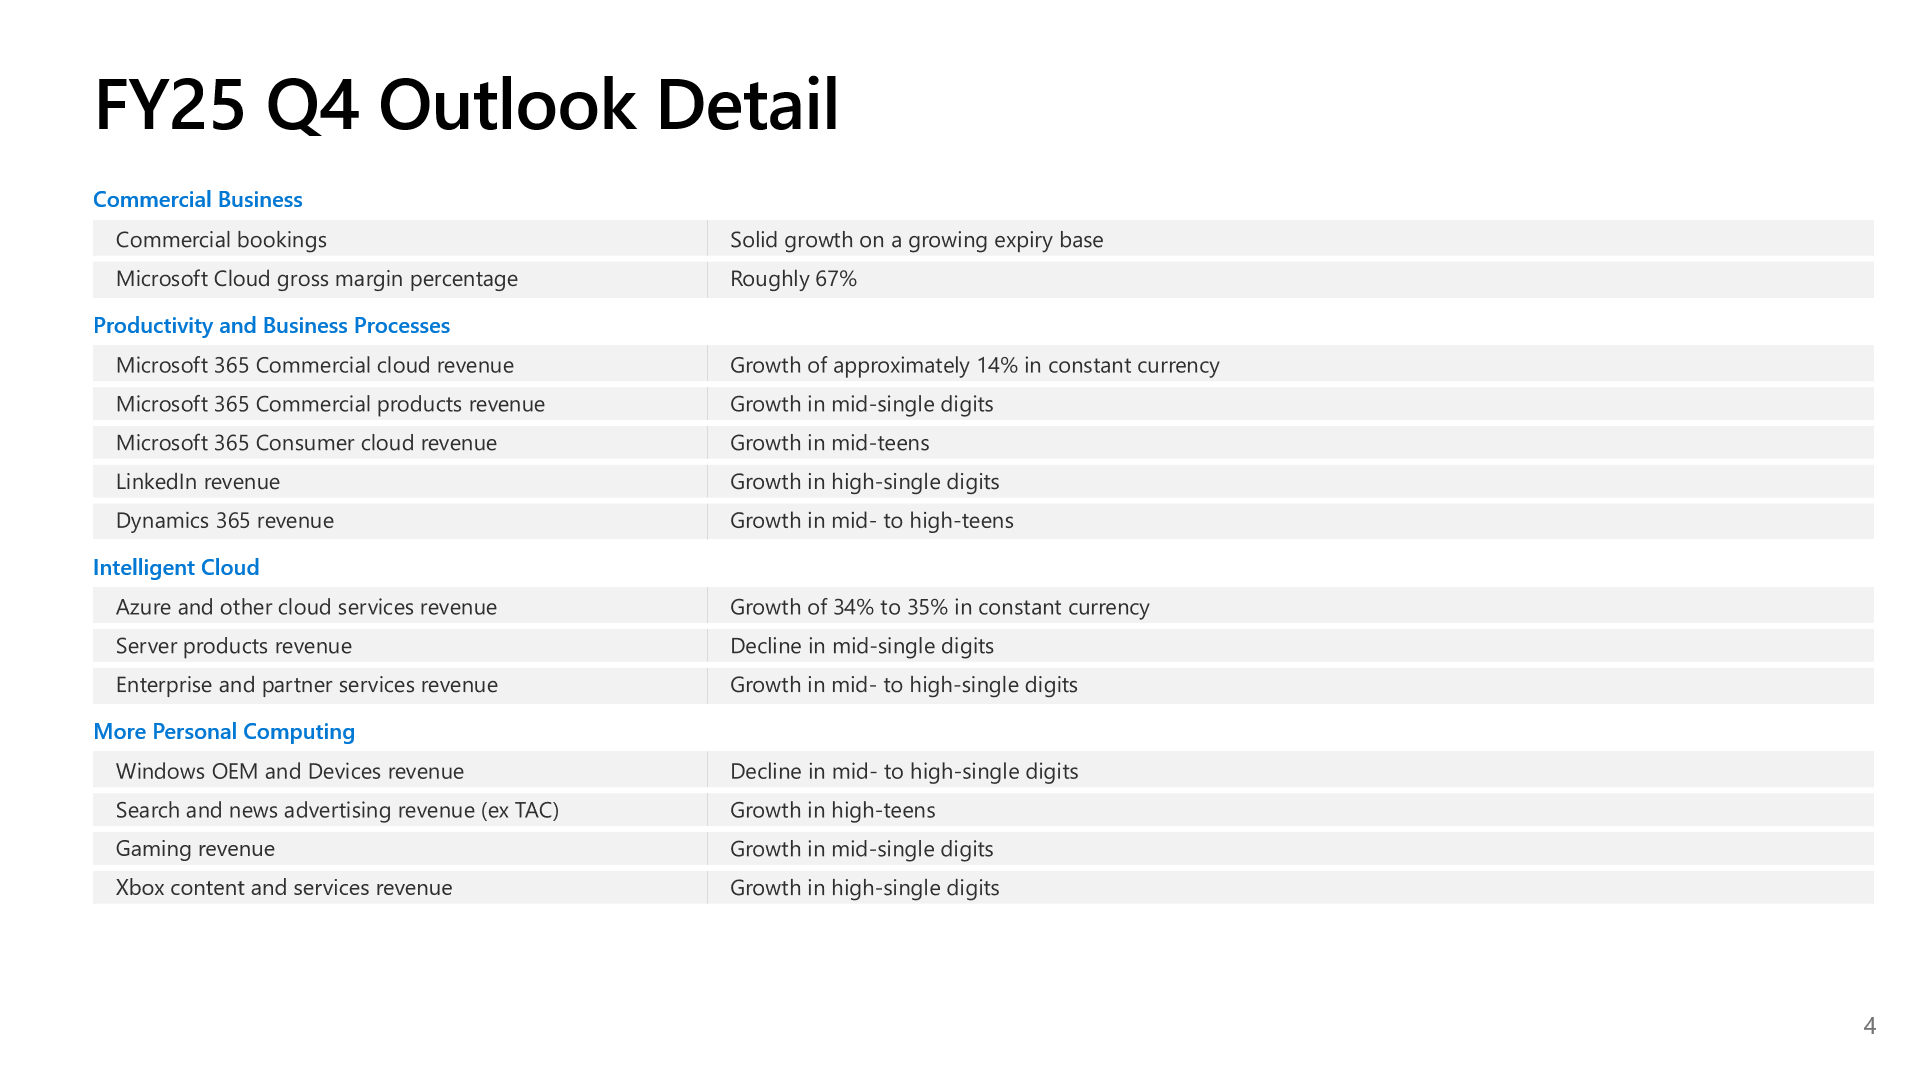 FY25 Q4 Outlook Detail
Commercial Business
Commercial bookings Solid growth on a growing expiry base
Microsoft Cloud gross margin percentage Roughly 67%
Productivity and Business Processes
Microsoft 365 Commercial cloud revenue Growth of approximately 14% in constant currency
Microsoft 365 Commercial products revenue Growth in mid-single digits
Microsoft 365 Consumer cloud revenue Growth in mid-teens
LinkedIn revenue Growth in high-single digits
Dynamics 365 revenue Growth in mid- to high-teens
Intelligent Cloud
Azure and other cloud services revenue Growth of 34% to 35% in constant currency
Server products revenue Decline in mid-single digits
Enterprise and partner services revenue Growth in mid- to high-single digits
More Personal Computing
Windows OEM and Devices revenue Decline in mid- to high-single digits
Search and news advertising revenue (ex TAC) Growth in high-teens
Gaming revenue Growth in mid-single digits
Xbox content and services revenue Growth in high-single digits
4